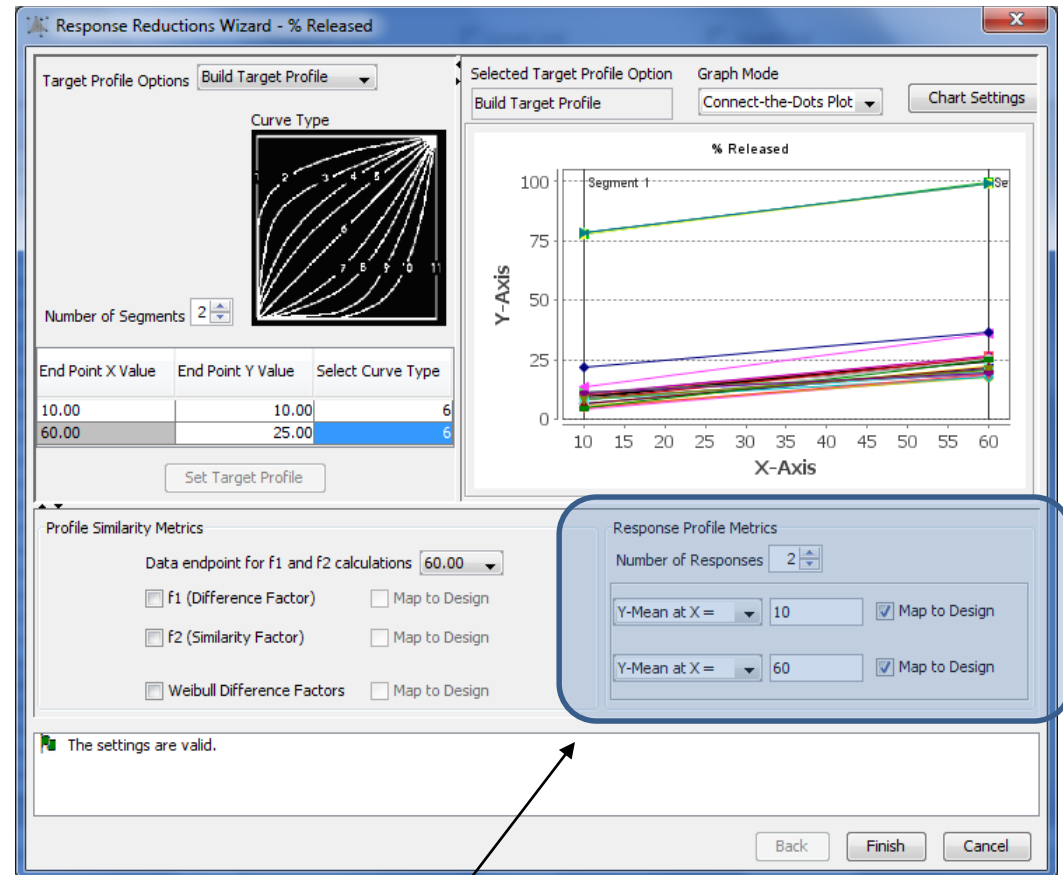 Response Reductions Wizard - % Released
Target Profile Options Build Target Profile
Curve Type
1 2 3 4 5
6
7 8 9 10 11
Number of Segments 2
End Point X Value End Point Y Value Select Curve Type
10.00 10.00 6
60.00 25.00 6
Set Target Profile
Selected Target Profile Option Graph Mode
Build Target Profile Connect-the-Dots Plot Chart Settings
% Released
Segment 1 Se
100
75
50
25
0
Y-Axis
10 15 20 25 30 35 40 45 50 55 60
X-Axis
Profile Similarity Metrics
Data endpoint for f1 and f2 calculations 60.00
f1 (Difference Factor) Map to Design
f2 (Similarity Factor) Map to Design
Weibull Difference Factors Map to Design
Response Profile Metrics
Number of Responses 2
Y-Mean at X = 10 Map to Design
Y-Mean at X = 60 Map to Design
The settings are valid.
Back Finish Cancel